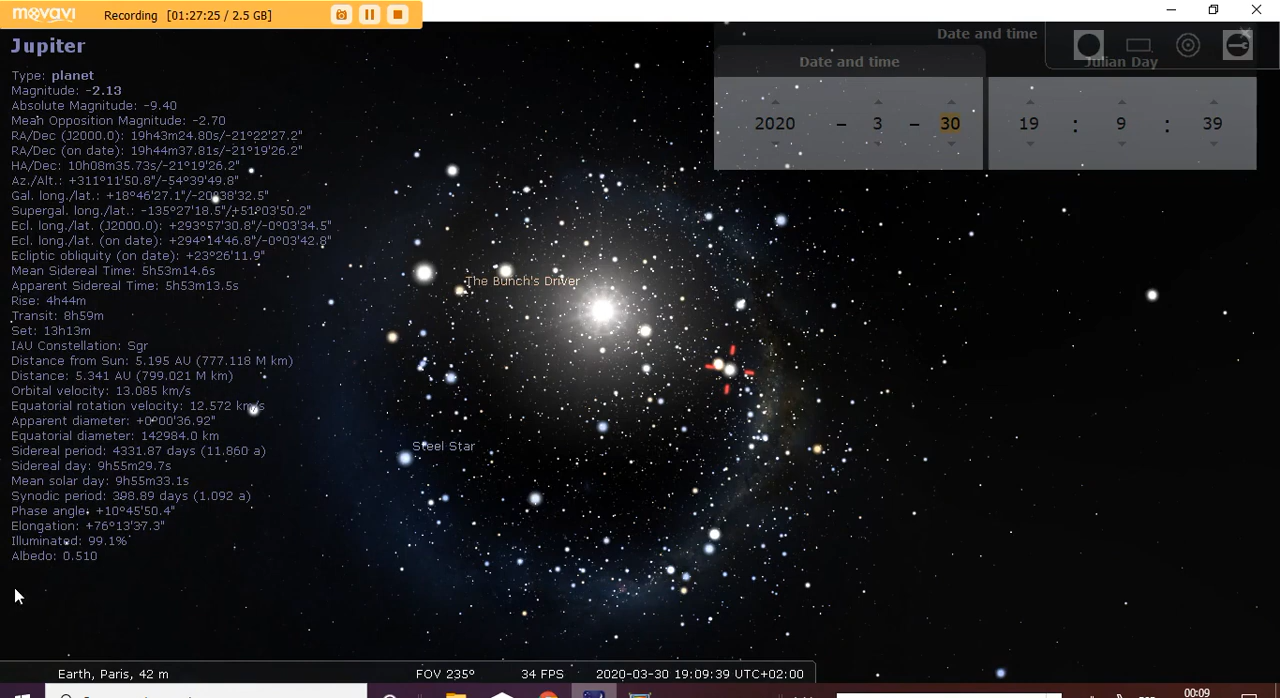 movavi Recording [01:27:25 / 2.5 GB]
Jupiter
Date and time
Date and time
Julian Day
2020 - 3 - 30 19 : 9 : 39
Type: planet
Magnitude: -2.13
Absolute Magnitude: -9.40
Mean Opposition Magnitude: -2.70
RA/Dec (J2000.0): 19h43m24.80s/-21°22'27.2"
RA/Dec (on date): 19h44m37.81s/-21°19'26.2"
HA/Dec: 10h08m35.73s/-21°19'26.2"
Az./Alt.: +311°11'50.8"/-54°39'49.8"
Gal. long./lat.: +18°46'27.1"/-20°38'32.5"
Supergal. long./lat.: -135°27'18.5"/+51°03'50.2"
Ecl. long./lat. (J2000.0): +293°57'30.8"/-0°03'34.5"
Ecl. long./lat. (on date): +294°14'46.8"/-0°03'42.8"
Ecliptic obliquity (on date): +23°26'11.9"
Mean Sidereal Time: 5h53m14.6s
Apparent Sidereal Time: 5h53m13.5s
Rise: 4h44m
Transit: 8h59m
Set: 13h13m
IAU Constellation: Sgr
Distance from Sun: 5.195 AU (777.118 M km)
Distance: 5.341 AU (799.021 M km)
Orbital velocity: 13.085 km/s
Equatorial rotation velocity: 12.572 km/s
Apparent diameter: +0°00'36.92"
Equatorial diameter: 142984.0 km
Sidereal period: 4331.87 days (11.860 a)
Sidereal day: 9h55m29.7s
Mean solar day: 9h55m33.1s
Synodic period: 398.89 days (1.092 a)
Phase angle: +10°45'50.4"
Elongation: +76°13'37.3"
Illuminated: 99.1%
Albedo: 0.510
The Bunch's Driver
Steel Star
Earth, Paris, 42 m FOV 235° 34 FPS 2020-03-30 19:09:39 UTC+02:00
00:09